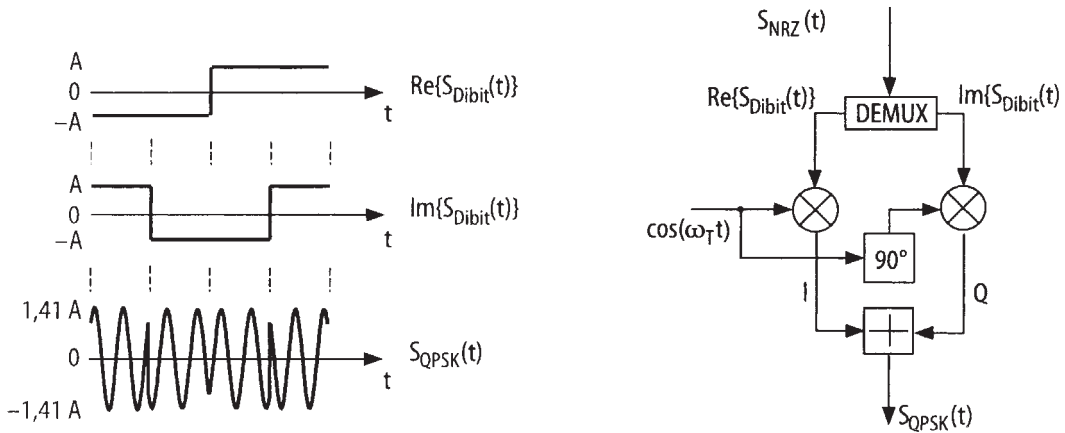 A
0
−A
t
Re{S_Dibit(t)}
A
0
−A
t
Im{S_Dibit(t)}
1,41 A
0
−1,41 A
t
S_QPSK(t)
S_NRZ(t)
Re{S_Dibit(t)}
DEMUX
Im{S_Dibit(t)
cos(ω_T t)
90°
I
Q
S_QPSK(t)